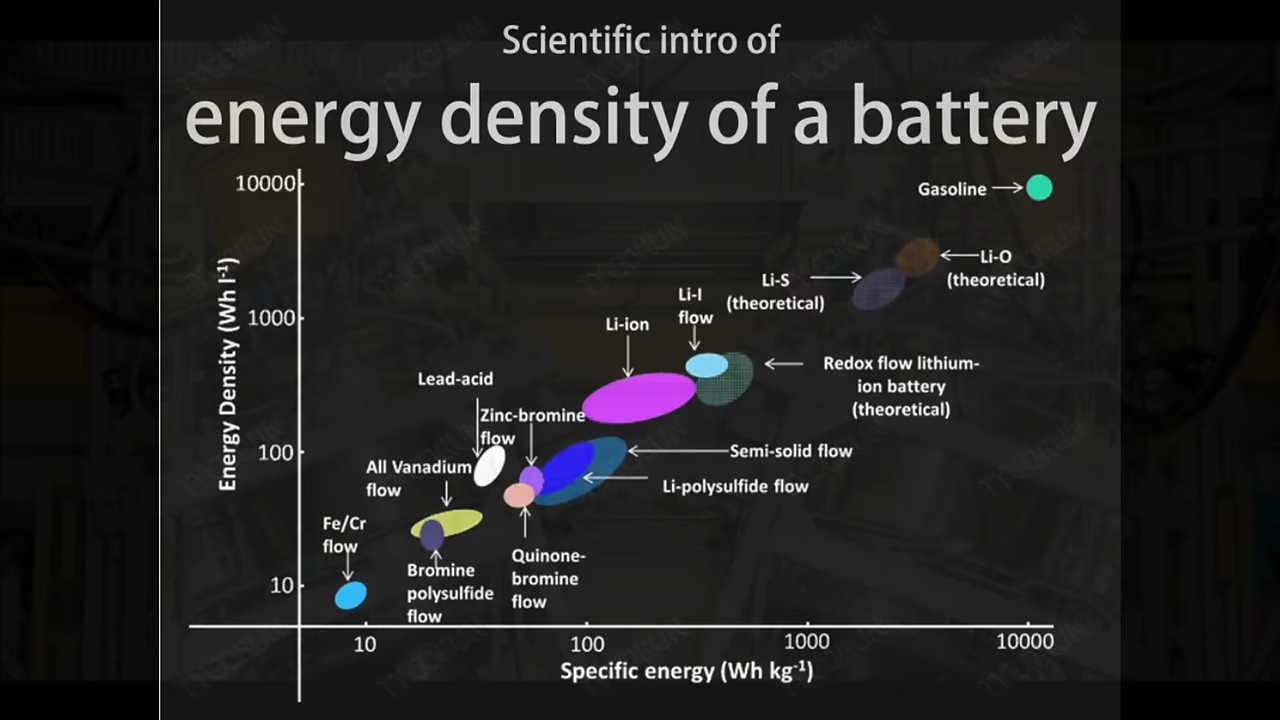 Scientific intro of
energy density of a battery
10000
Gasoline
Li-O
(theoretical)
Li-S
(theoretical)
Li-I
flow
1000
Li-ion
Redox flow lithium-
ion battery
(theoretical)
Lead-acid
Zinc-bromine
flow
100
Semi-solid flow
All Vanadium
flow
Li-polysulfide flow
Fe/Cr
flow
Quinone-
bromine
flow
Bromine
polysulfide
flow
10
Energy Density (Wh l⁻¹)
10
100
1000
10000
Specific energy (Wh kg⁻¹)